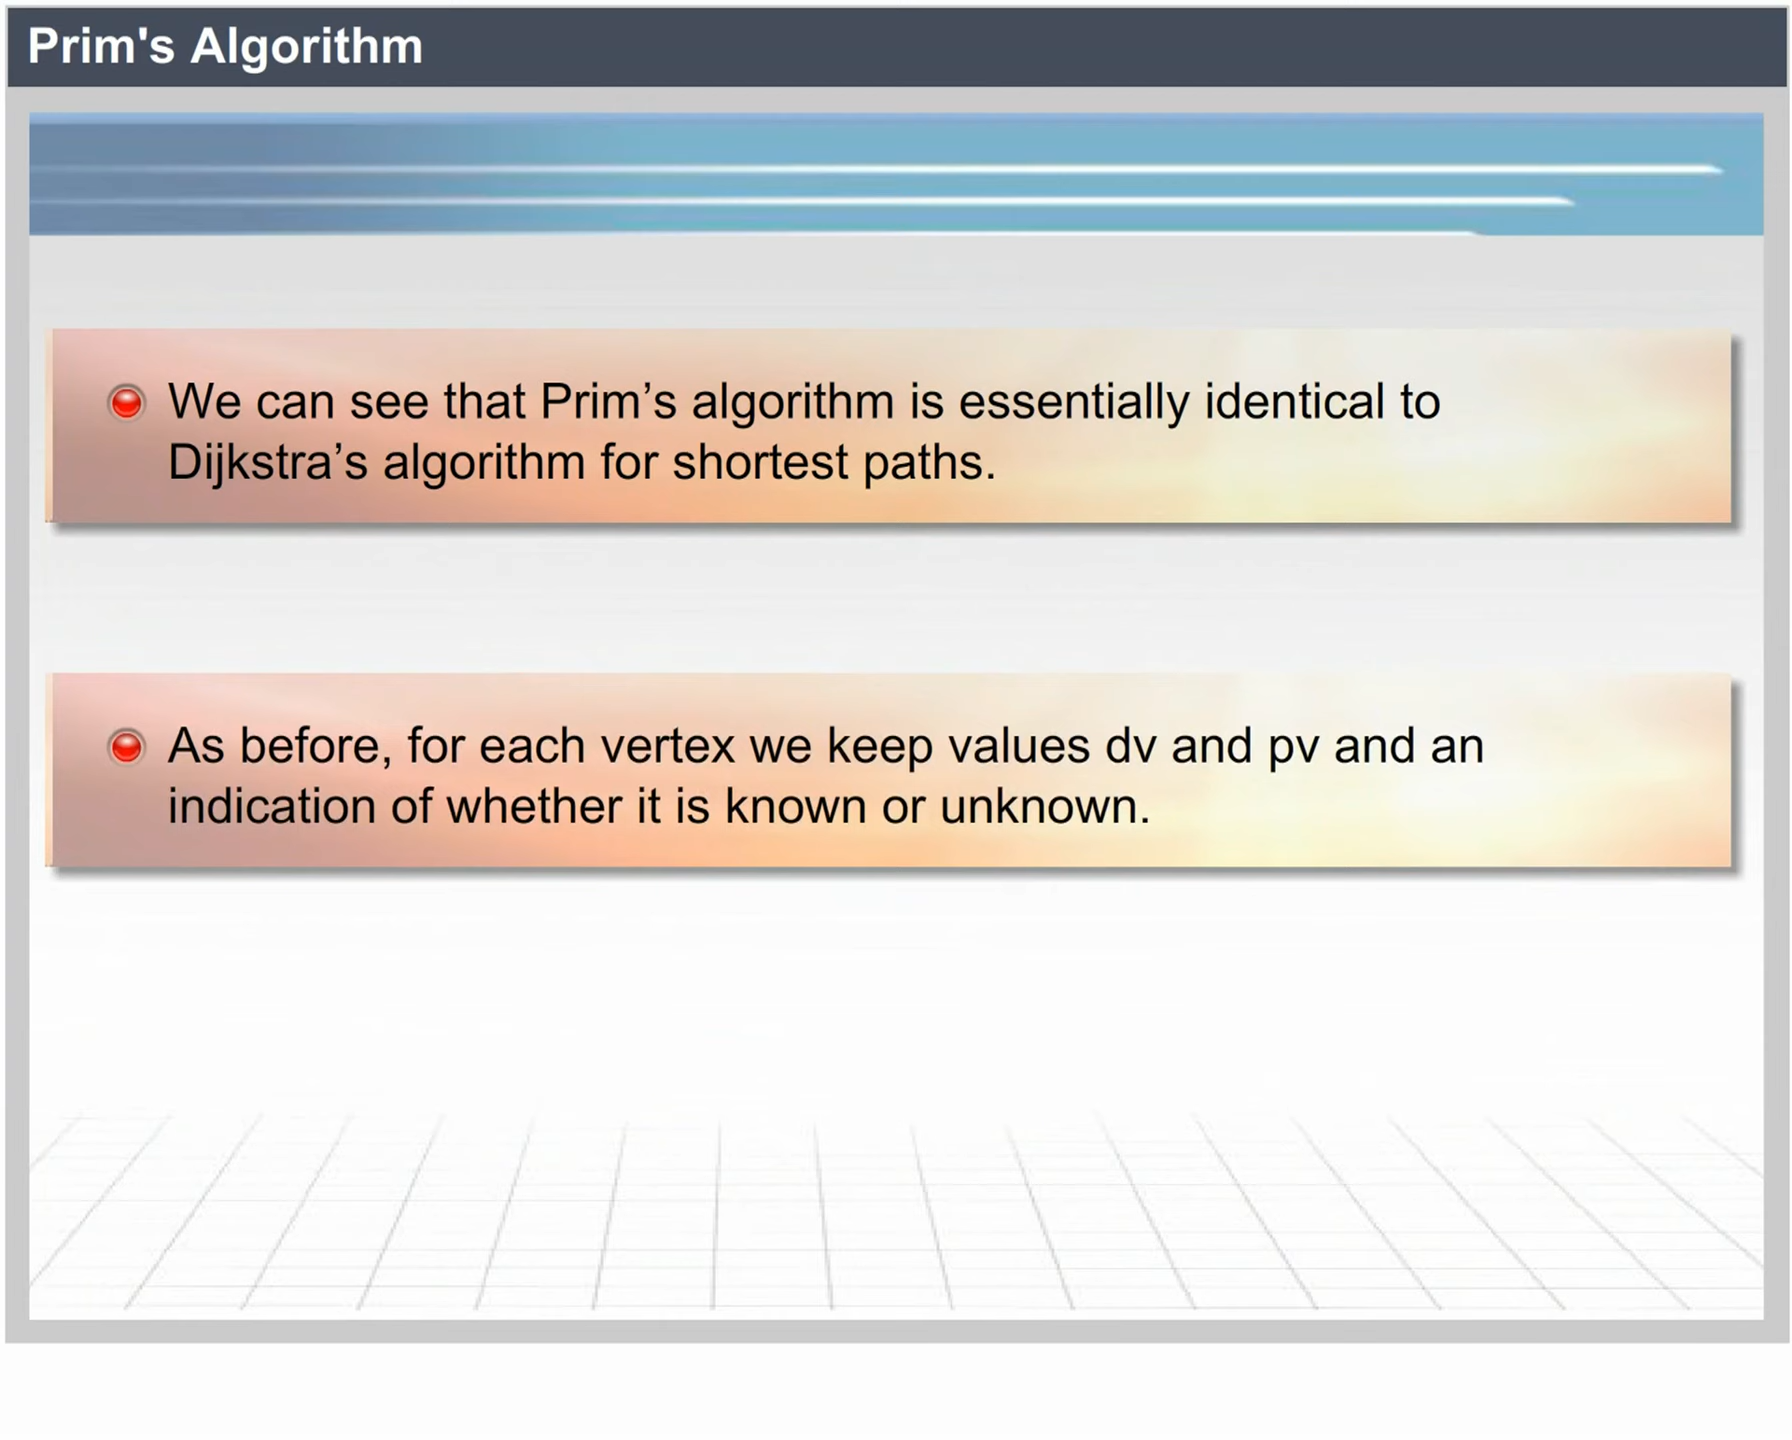 Prim's Algorithm
We can see that Prim’s algorithm is essentially identical to
Dijkstra’s algorithm for shortest paths.
As before, for each vertex we keep values dv and pv and an
indication of whether it is known or unknown.